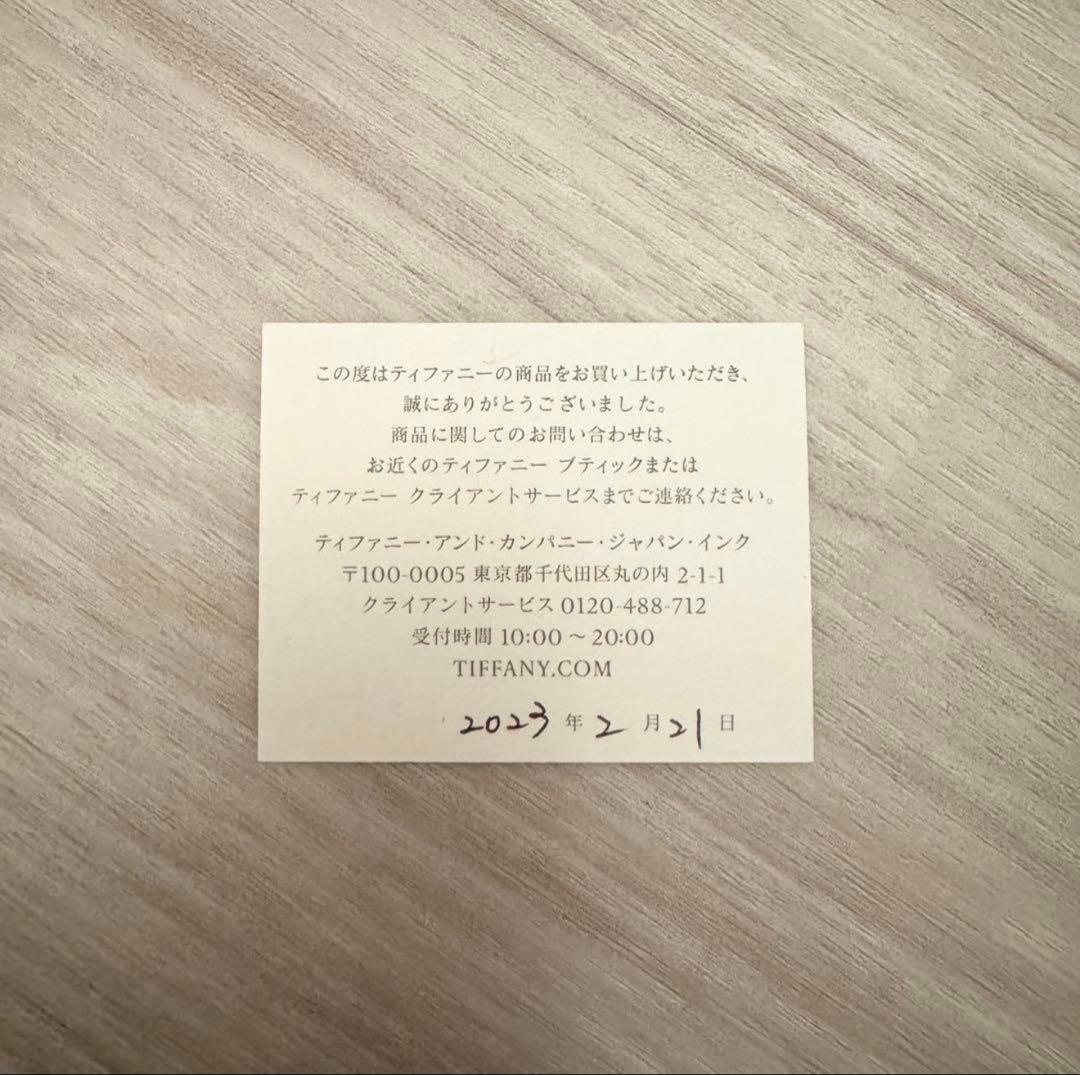 この度はティファニーの商品をお買い上げいただき、
誠にありがとうございました。
商品に関してのお問い合わせは、
お近くのティファニー ブティックまたは
ティファニー クライアントサービスまでご連絡ください。
ティファニー・アンド・カンパニー・ジャパン・インク
〒100-0005 東京都千代田区丸の内 2-1-1
クライアントサービス 0120-488-712
受付時間 10:00 〜 20:00
TIFFANY.COM
2023 年 2 月 21 日